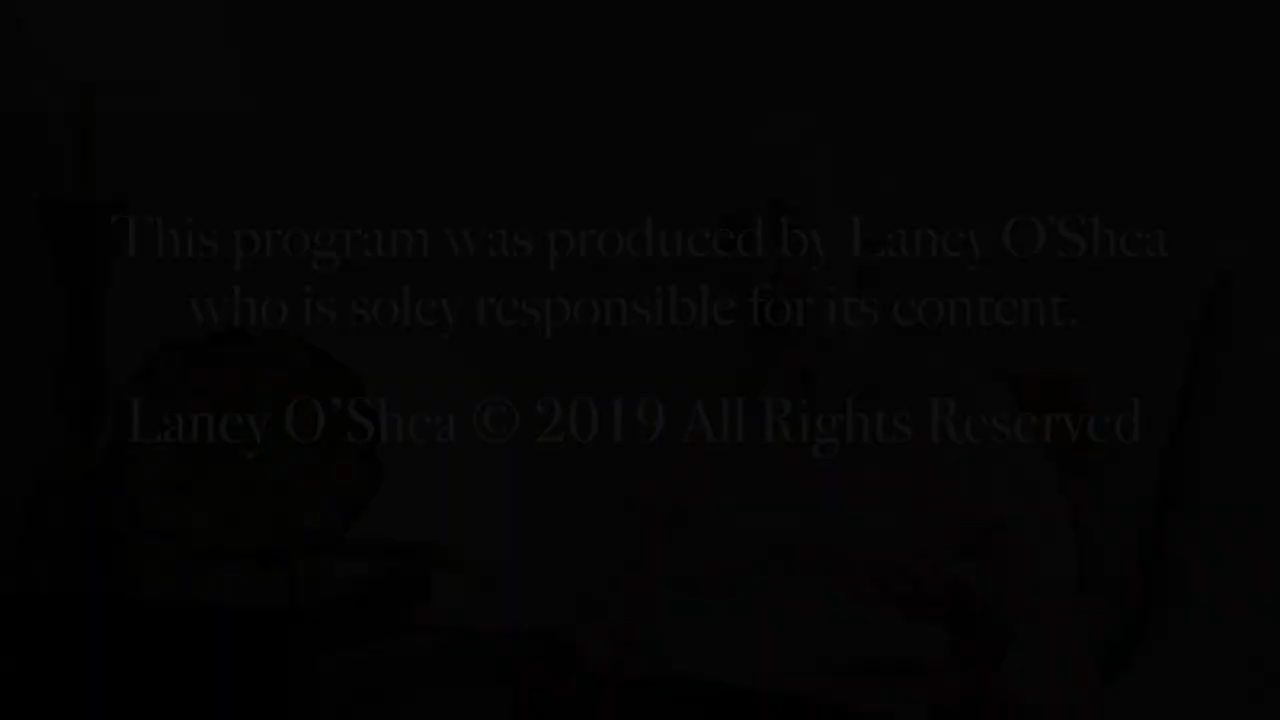 This program was produced by Laney O'Shea
who is soley responsible for its content.
Laney O'Shea © 2019 All Rights Reserved